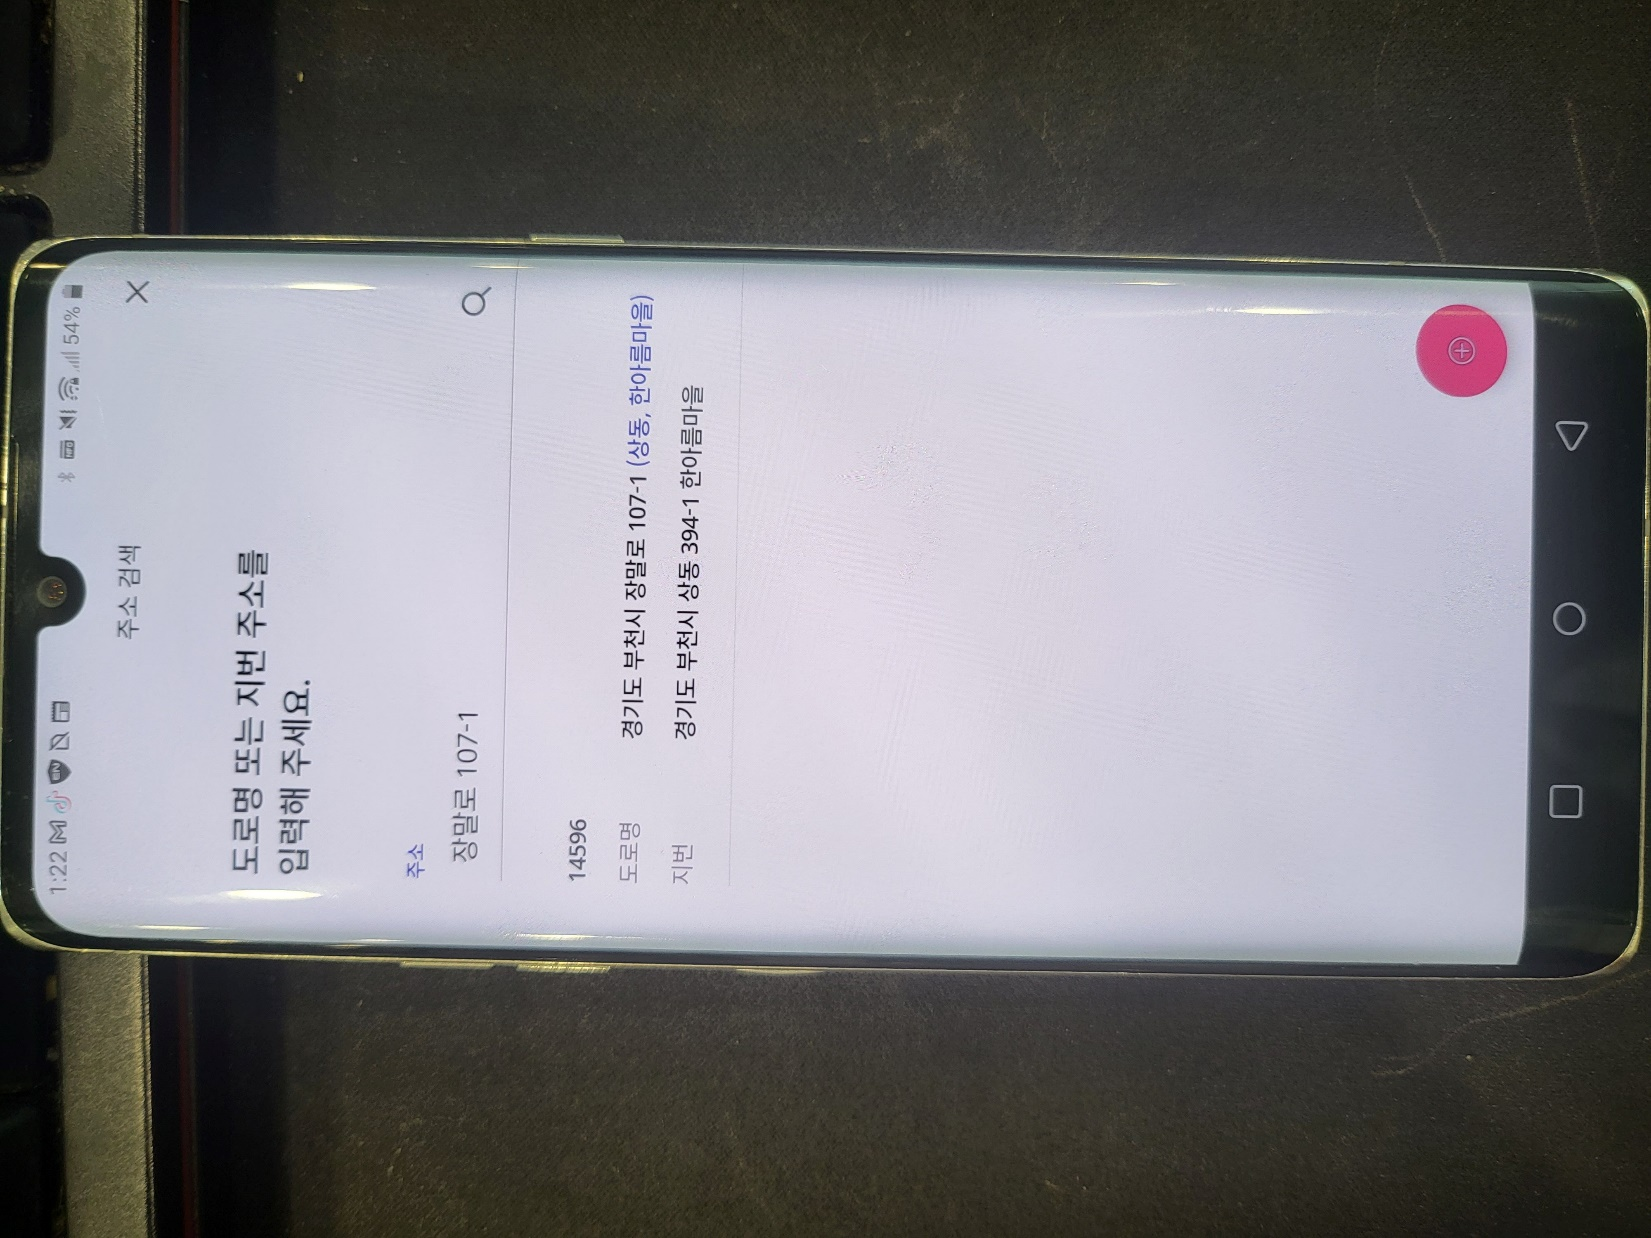 1:22
54%
주소 검색
도로명 또는 지번 주소를
입력해 주세요.
주소
장말로 107-1
14596
도로명 경기도 부천시 장말로 107-1 (상동, 한아름마을)
지번 경기도 부천시 상동 394-1 한아름마을